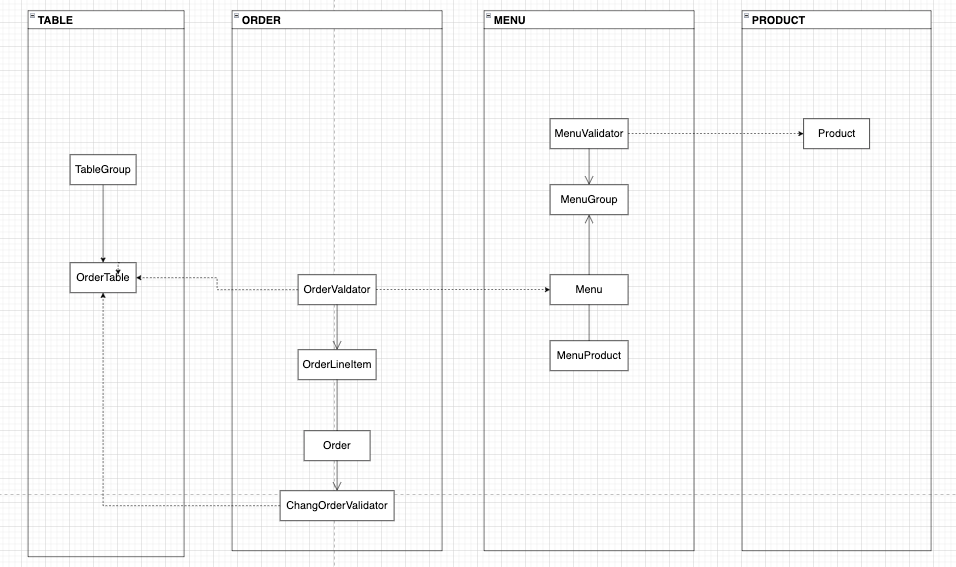 TABLE
ORDER
MENU
PRODUCT
MenuValidator
Product
TableGroup
MenuGroup
OrderTable
OrderValdator
Menu
OrderLineItem
MenuProduct
Order
ChangOrderValidator